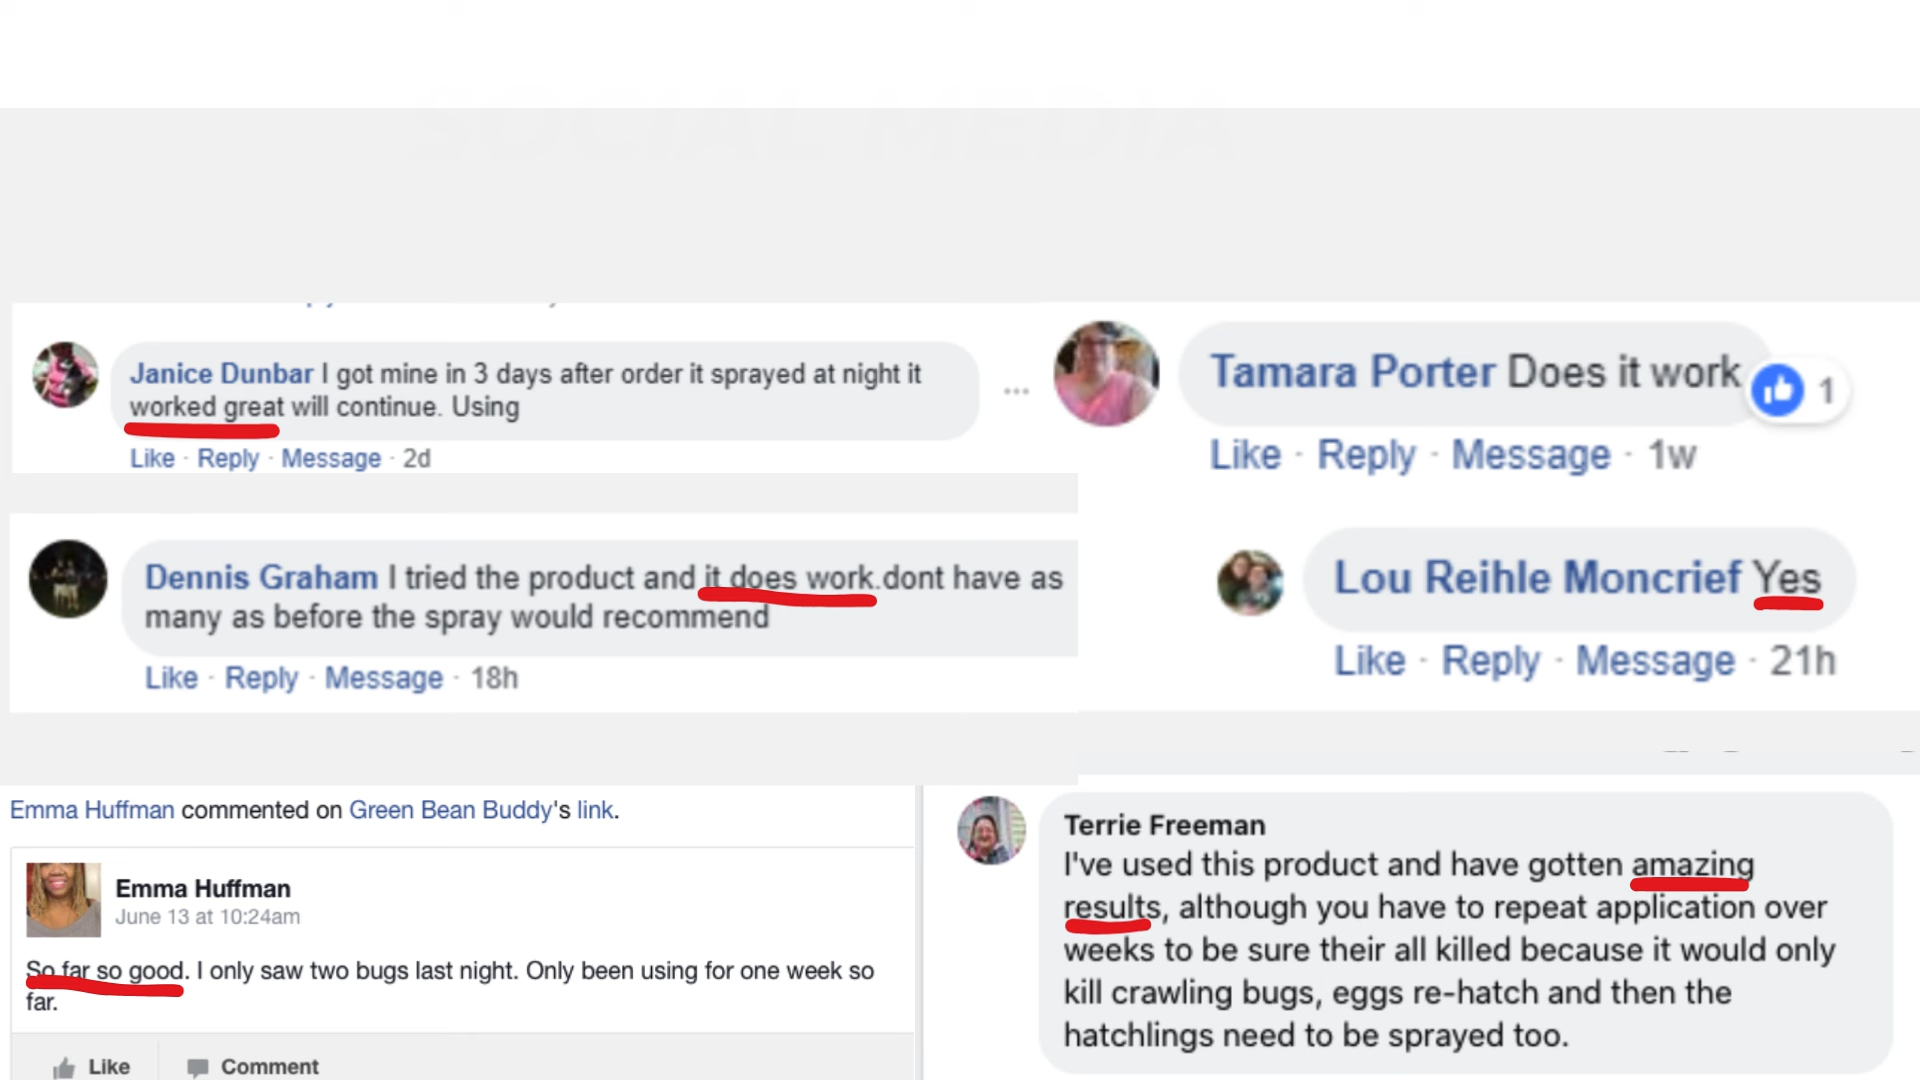 SOCIAL MEDIA
Janice Dunbar I got mine in 3 days after order it sprayed at night it
worked great will continue. Using
Like · Reply · Message · 2d
Dennis Graham I tried the product and it does work.dont have as
many as before the spray would recommend
Like · Reply · Message · 18h
Tamara Porter Does it work
1
Like · Reply · Message · 1w
Lou Reihle Moncrief Yes
Like · Reply · Message · 21h
Emma Huffman commented on Green Bean Buddy's link.
Emma Huffman
June 13 at 10:24am
So far so good. I only saw two bugs last night. Only been using for one week so
far.
Like Comment
Terrie Freeman
I've used this product and have gotten amazing
results, although you have to repeat application over
weeks to be sure their all killed because it would only
kill crawling bugs, eggs re-hatch and then the
hatchlings need to be sprayed too.